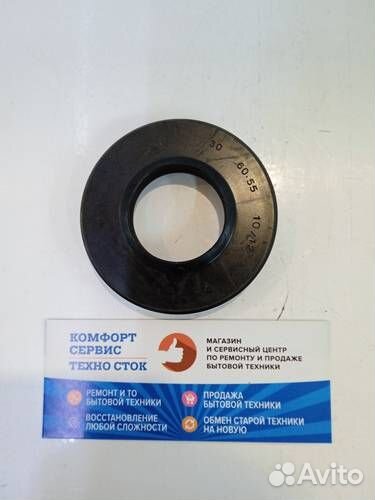 30 60·55 10/12
КОМФОРТ
СЕРВИС
ТЕХНО СТОК
МАГАЗИН
И СЕРВИСНЫЙ ЦЕНТР
ПО РЕМОНТУ И ПРОДАЖЕ
БЫТОВОЙ ТЕХНИКИ
РЕМОНТ И ТО
БЫТОВОЙ ТЕХНИКИ
ПРОДАЖА
БЫТОВОЙ ТЕХНИКИ
ВОССТАНОВЛЕНИЕ
ЛЮБОЙ СЛОЖНОСТИ
ОБМЕН СТАРОЙ ТЕХНИКИ
НА НОВУЮ
Avito